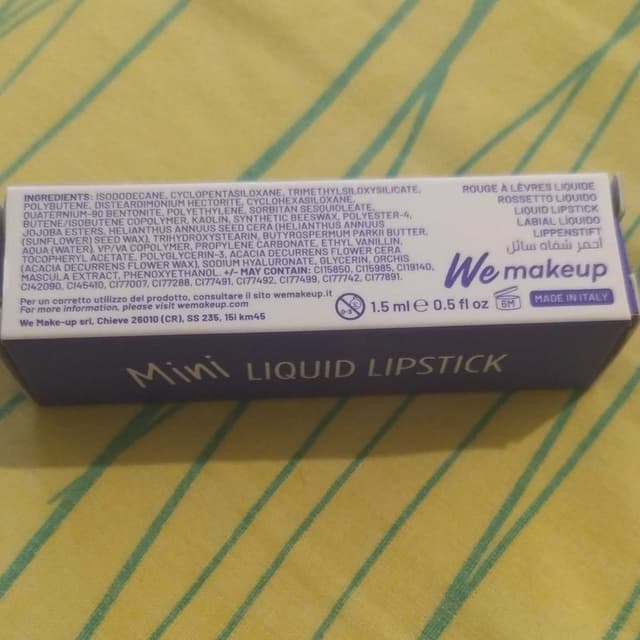 INGREDIENTS: ISODODECANE, CYCLOPENTASILOXANE, TRIMETHYLSILOXYSILICATE,
POLYBUTENE, DISTEARDIMONIUM HECTORITE, CYCLOHEXASILOXANE,
QUATERNIUM-90 BENTONITE, POLYETHYLENE, SORBITAN SESQUIOLEATE,
BUTENE/ISOBUTENE COPOLYMER, KAOLIN, SYNTHETIC BEESWAX, POLYESTER-4,
JOJOBA ESTERS, HELIANTHUS ANNUUS SEED CERA (HELIANTHUS ANNUUS
(SUNFLOWER) SEED WAX), TRIHYDROXYSTEARIN, BUTYROSPERMUM PARKII BUTTER,
AQUA (WATER), VP/VA COPOLYMER, PROPYLENE CARBONATE, ETHYL VANILLIN,
TOCOPHERYL ACETATE, POLYGLYCERIN-3, ACACIA DECURRENS FLOWER CERA
(ACACIA DECURRENS FLOWER WAX), SODIUM HYALURONATE, GLYCERIN, ORCHIS
MASCULA EXTRACT, PHENOXYETHANOL. +/- MAY CONTAIN: CI15850, CI15985, CI19140,
CI42090, CI45410, CI77007, CI77288, CI77491, CI77492, CI77499, CI77742, CI77891.
Per un corretto utilizzo del prodotto, consultare il sito wemakeup.it
For more information, please visit wemakeup.com
We Make-up srl, Chieve 26010 (CR), SS 235, 15i km45
ROUGE À LÈVRES LIQUIDE
ROSSETTO LIQUIDO
LIQUID LIPSTICK
LABIAL LÍQUIDO
LIPPENSTIFT
أحمر شفاه سائل
We makeup
1.5 ml e 0.5 fl oz 6M MADE IN ITALY
Mini LIQUID LIPSTICK